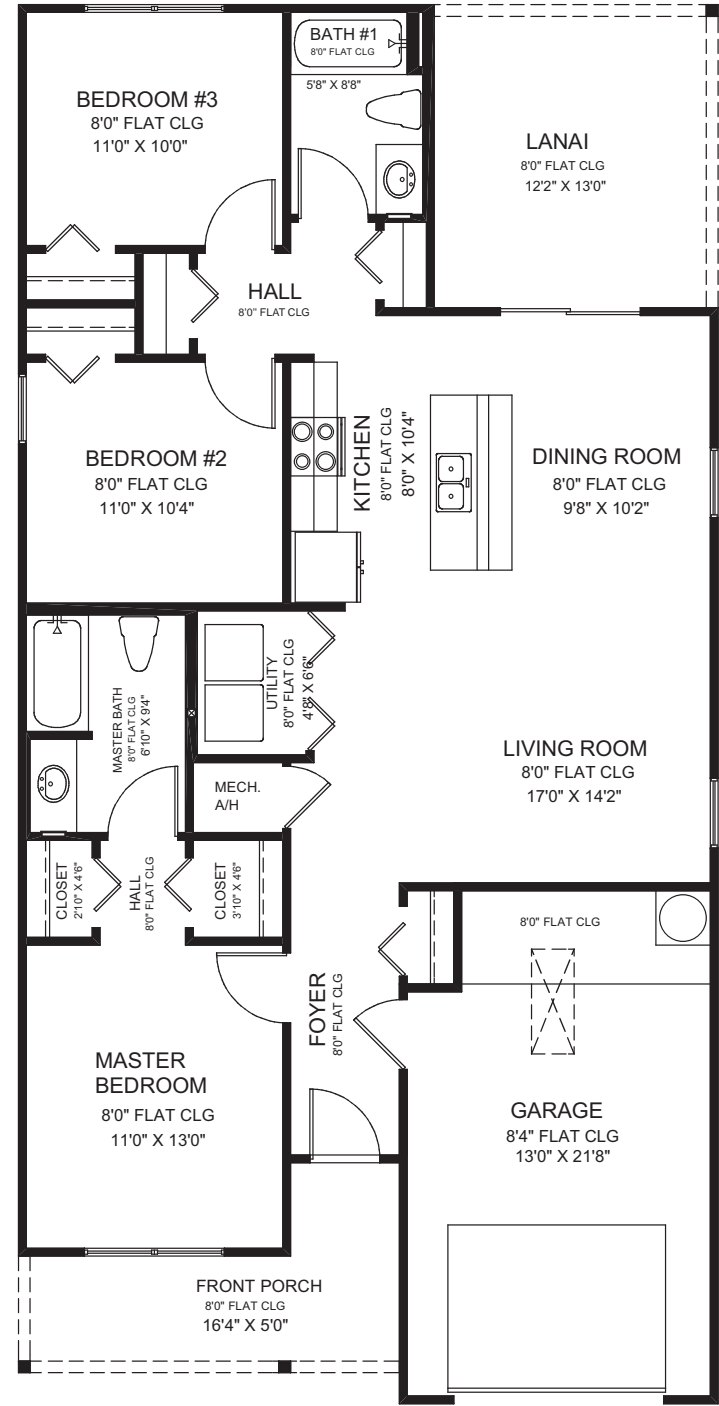 BATH #1
8'0" FLAT CLG
5'8" X 8'8"
BEDROOM #3
8'0" FLAT CLG
11'0" X 10'0"
LANAI
8'0" FLAT CLG
12'2" X 13'0"
HALL
8'0" FLAT CLG
BEDROOM #2
8'0" FLAT CLG
11'0" X 10'4"
KITCHEN
8'0" FLAT CLG
8'0" X 10'4"
DINING ROOM
8'0" FLAT CLG
9'8" X 10'2"
MASTER BATH
8'0" FLAT CLG
6'10" X 9'4"
UTILITY
8'0" FLAT CLG
4'8" X 6'6"
LIVING ROOM
8'0" FLAT CLG
17'0" X 14'2"
MECH.
A/H
CLOSET
2'10" X 4'6"
HALL
8'0" FLAT CLG
CLOSET
3'10" X 4'6"
8'0" FLAT CLG
FOYER
8'0" FLAT CLG
MASTER
BEDROOM
8'0" FLAT CLG
11'0" X 13'0"
GARAGE
8'4" FLAT CLG
13'0" X 21'8"
FRONT PORCH
8'0" FLAT CLG
16'4" X 5'0"